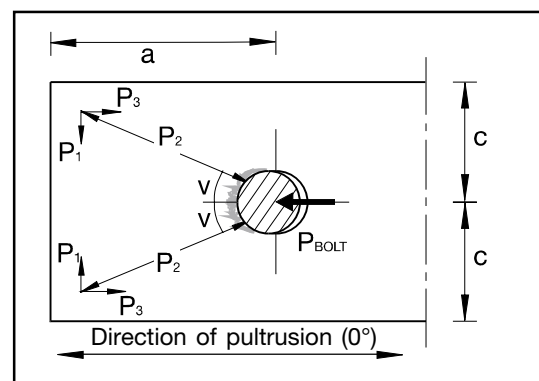 a
P3
P1
P2
c
v
v
PBOLT
P1
P2
c
P3
Direction of pultrusion (0°)